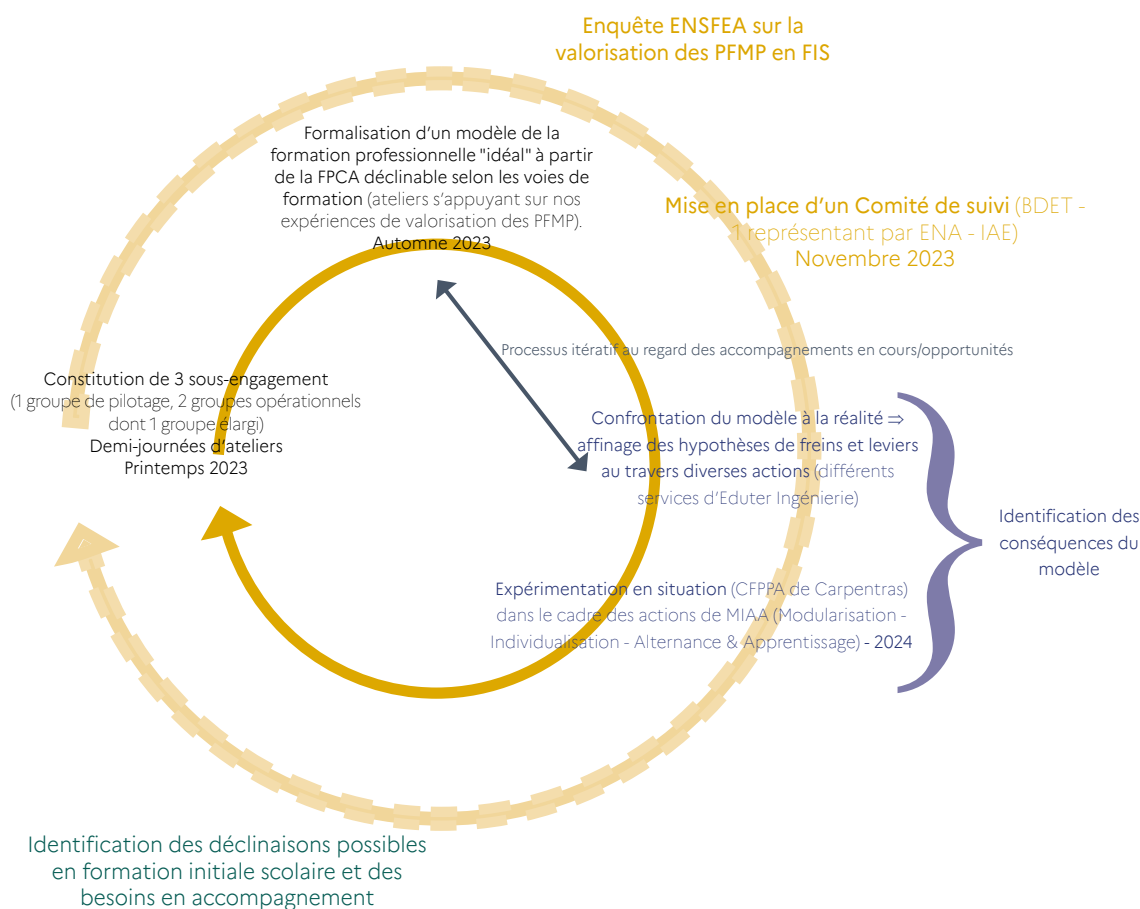 Enquête ENSFEA sur la
valorisation des PFMP en FIS
Formalisation d'un modèle de la
formation professionnelle "idéal" à partir
de la FPCA déclinable selon les voies de
formation (ateliers s'appuyant sur nos
expériences de valorisation des PFMP).
Automne 2023
Mise en place d'un Comité de suivi (BDET -
1 représentant par ENA - IAE)
Novembre 2023
Processus itératif au regard des accompagnements en cours/opportunités
Constitution de 3 sous-engagement
(1 groupe de pilotage, 2 groupes opérationnels
dont 1 groupe élargi)
Demi-journées d'ateliers
Printemps 2023
Confrontation du modèle à la réalité ⇒
affinage des hypothèses de freins et leviers
au travers diverses actions (différents
services d'Eduter Ingénierie)
Identification des
conséquences du
modèle
Expérimentation en situation (CFPPA de Carpentras)
dans le cadre des actions de MIAA (Modularisation -
Individualisation - Alternance & Apprentissage) - 2024
Identification des déclinaisons possibles
en formation initiale scolaire et des
besoins en accompagnement